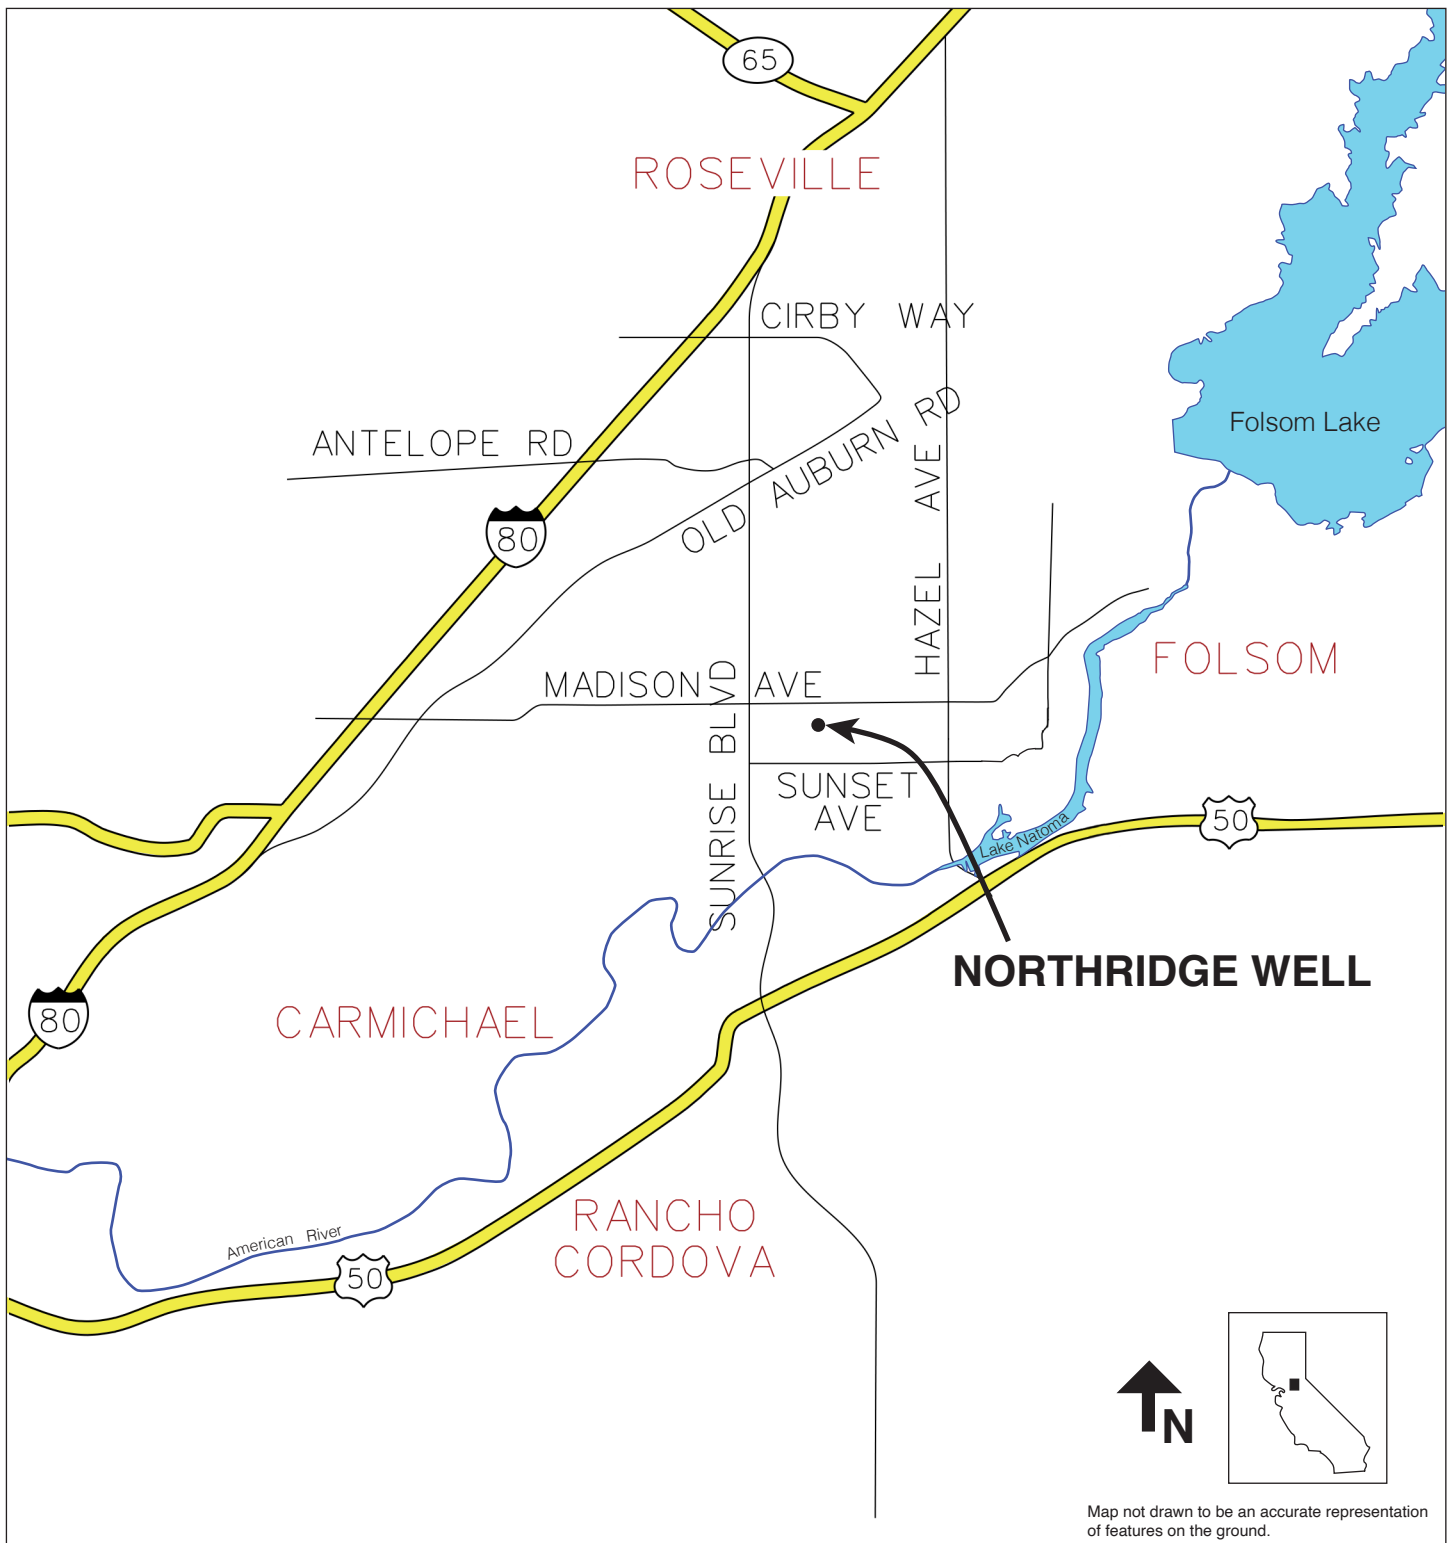 65
ROSEVILLE
CIRBY WAY
ANTELOPE RD
OLD AUBURN RD
HAZEL AVE
Folsom Lake
80
FOLSOM
MADISON AVE
SUNRISE BLVD
SUNSET
AVE
50
Lake Natoma
NORTHRIDGE WELL
80
CARMICHAEL
American River
RANCHO
CORDOVA
50
N
Map not drawn to be an accurate representation
of features on the ground.